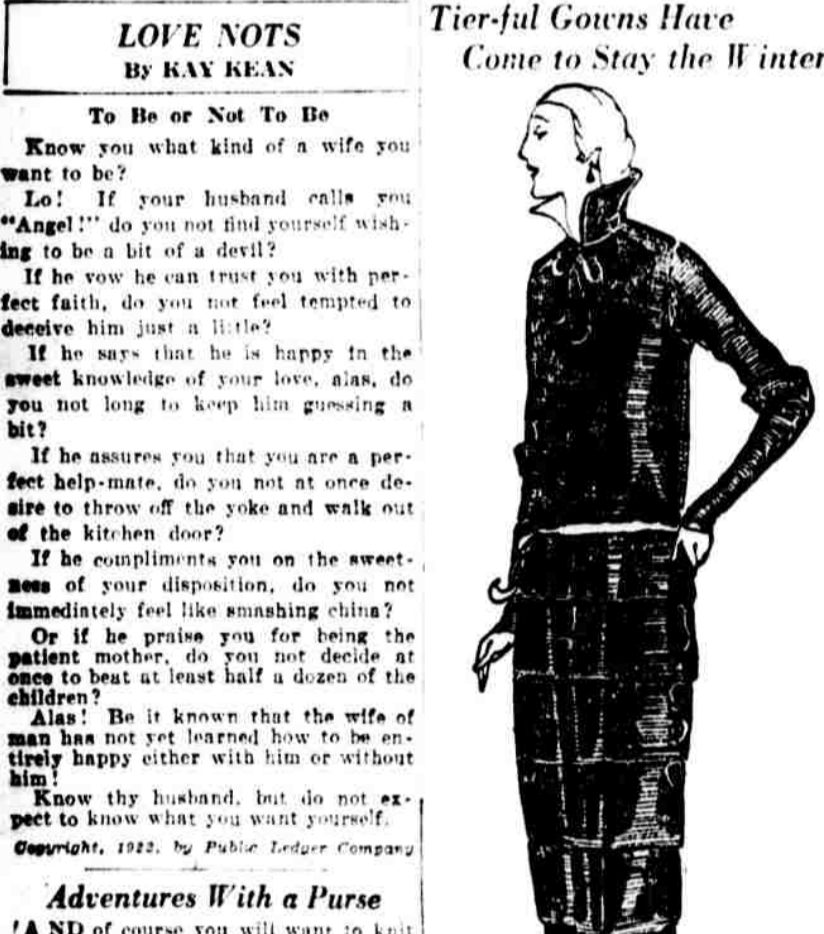 LOVE NOTS
By KAY KEAN
To Be or Not To Be
Know you what kind of a wife you
want to be?
Lo! If your husband calls you
"Angel!" do you not find yourself wish-
ing to be a bit of a devil?
If he vow he can trust you with per-
fect faith, do you not feel tempted to
deceive him just a little?
If he says that he is happy in the
sweet knowledge of your love, alas, do
you not long to keep him guessing a
bit?
If he assures you that you are a per-
fect help-mate, do you not at once de-
sire to throw off the yoke and walk out
of the kitchen door?
If he compliments you on the sweet-
ness of your disposition, do you not
immediately feel like smashing china?
Or if he praise you for being the
patient mother, do you not decide at
once to beat at least half a dozen of the
children?
Alas! Be it known that the wife of
man has not yet learned how to be en-
tirely happy either with him or without
him!
Know thy husband, but do not ex-
pect to know what you want yourself.
Copyright, 1923, by Public Ledger Company
Adventures With a Purse
AND of course you will want to knit
Tier-ful Gowns Have
Come to Stay the Winter